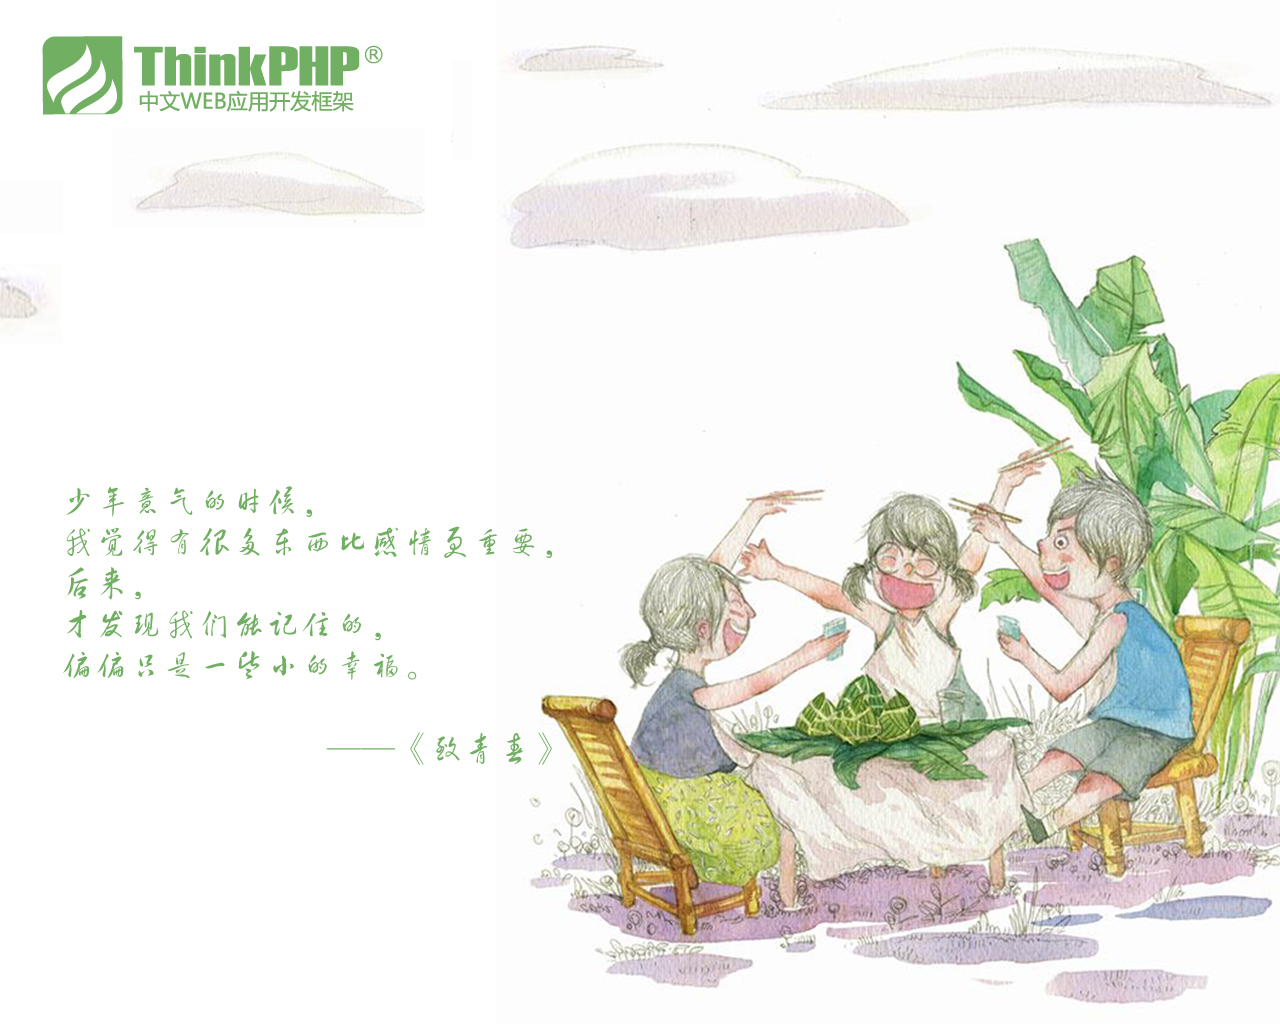 ThinkPHP®
中文WEB应用开发框架
少年意气的时候，
我觉得有很多东西比感情更重要，
后来，
才发现我们能记住的，
偏偏只是一些小的幸福。
——《致青春》